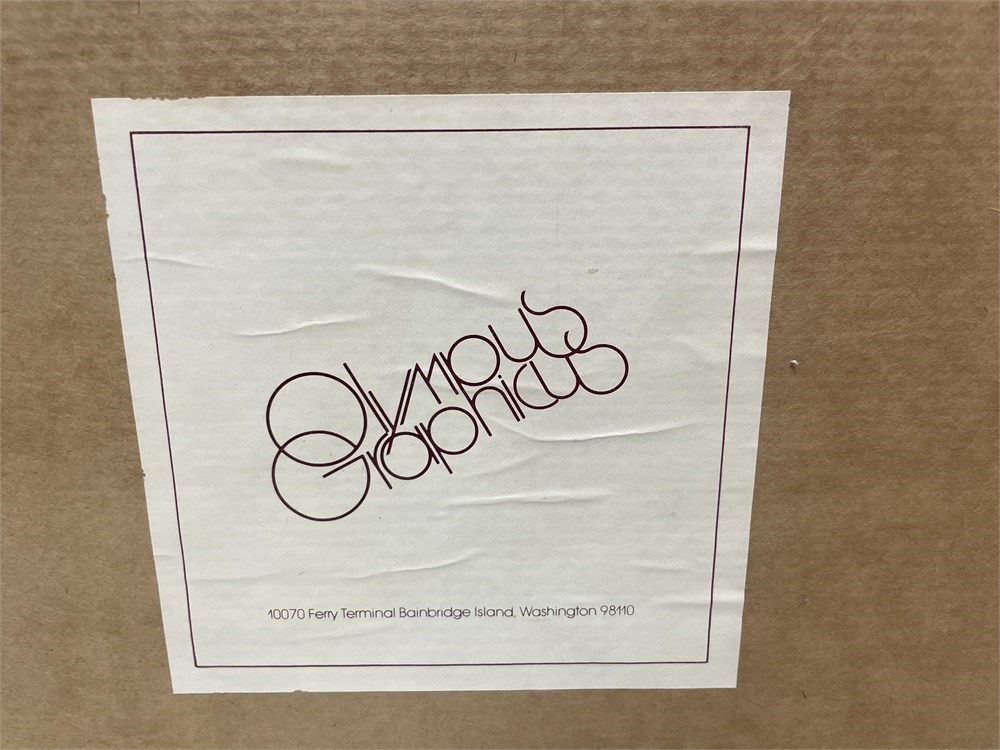 Olympus
Graphicus
10070 Ferry Terminal Bainbridge Island, Washington 98110